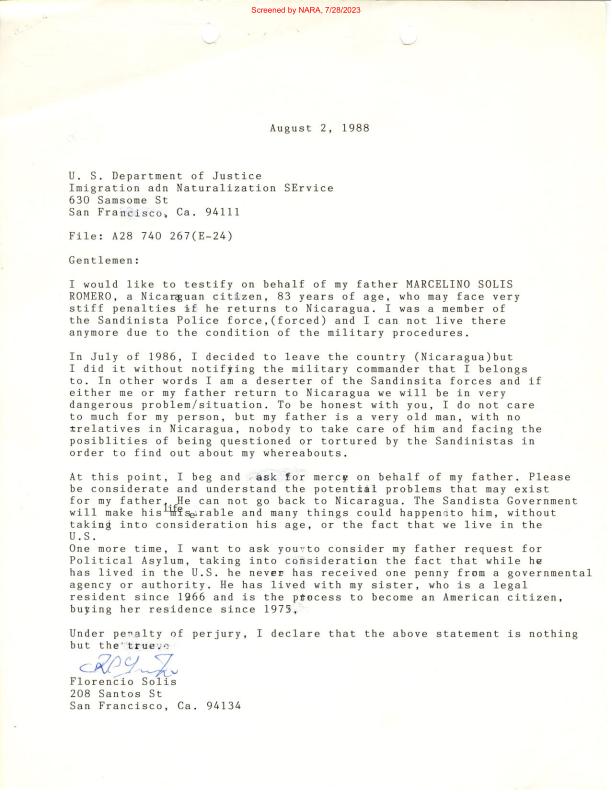 Screened by NARA, 7/28/2023
August 2, 1988
U. S. Department of Justice
Imigration adn Naturalization SErvice
630 Samsome St
San Francisco, Ca. 94111
File: A28 740 267(E-24)
Gentlemen:
I would like to testify on behalf of my father MARCELINO SOLIS
ROMERO, a Nicaraguan citizen, 83 years of age, who may face very
stiff penalties if he returns to Nicaragua. I was a member of
the Sandinista Police force,(forced) and I can not live there
anymore due to the condition of the military procedures.
In July of 1986, I decided to leave the country (Nicaragua)but
I did it without notifying the military commander that I belongs
to. In other words I am a deserter of the Sandinsita forces and if
either me or my father return to Nicaragua we will be in very
dangerous problem/situation. To be honest with you, I do not care
to much for my person, but my father is a very old man, with no
relatives in Nicaragua, nobody to take care of him and facing the
posiblities of being questioned or tortured by the Sandinistas in
order to find out about my whereabouts.
At this point, I beg and ask for mercy on behalf of my father. Please
be considerate and understand the potential problems that may exist
for my father, He can not go back to Nicaragua. The Sandista Government
will make his life miserable and many things could happen to him, without
taking into consideration his age, or the fact that we live in the
U.S.
One more time, I want to ask you to consider my father request for
Political Asylum, taking into consideration the fact that while he
has lived in the U.S. he never has received one penny from a governmental
agency or authority. He has lived with my sister, who is a legal
resident since 1966 and is the process to become an American citizen,
buying her residence since 1975,
Under penalty of perjury, I declare that the above statement is nothing
but the true.
Florencio Solis
208 Santos St
San Francisco, Ca. 94134